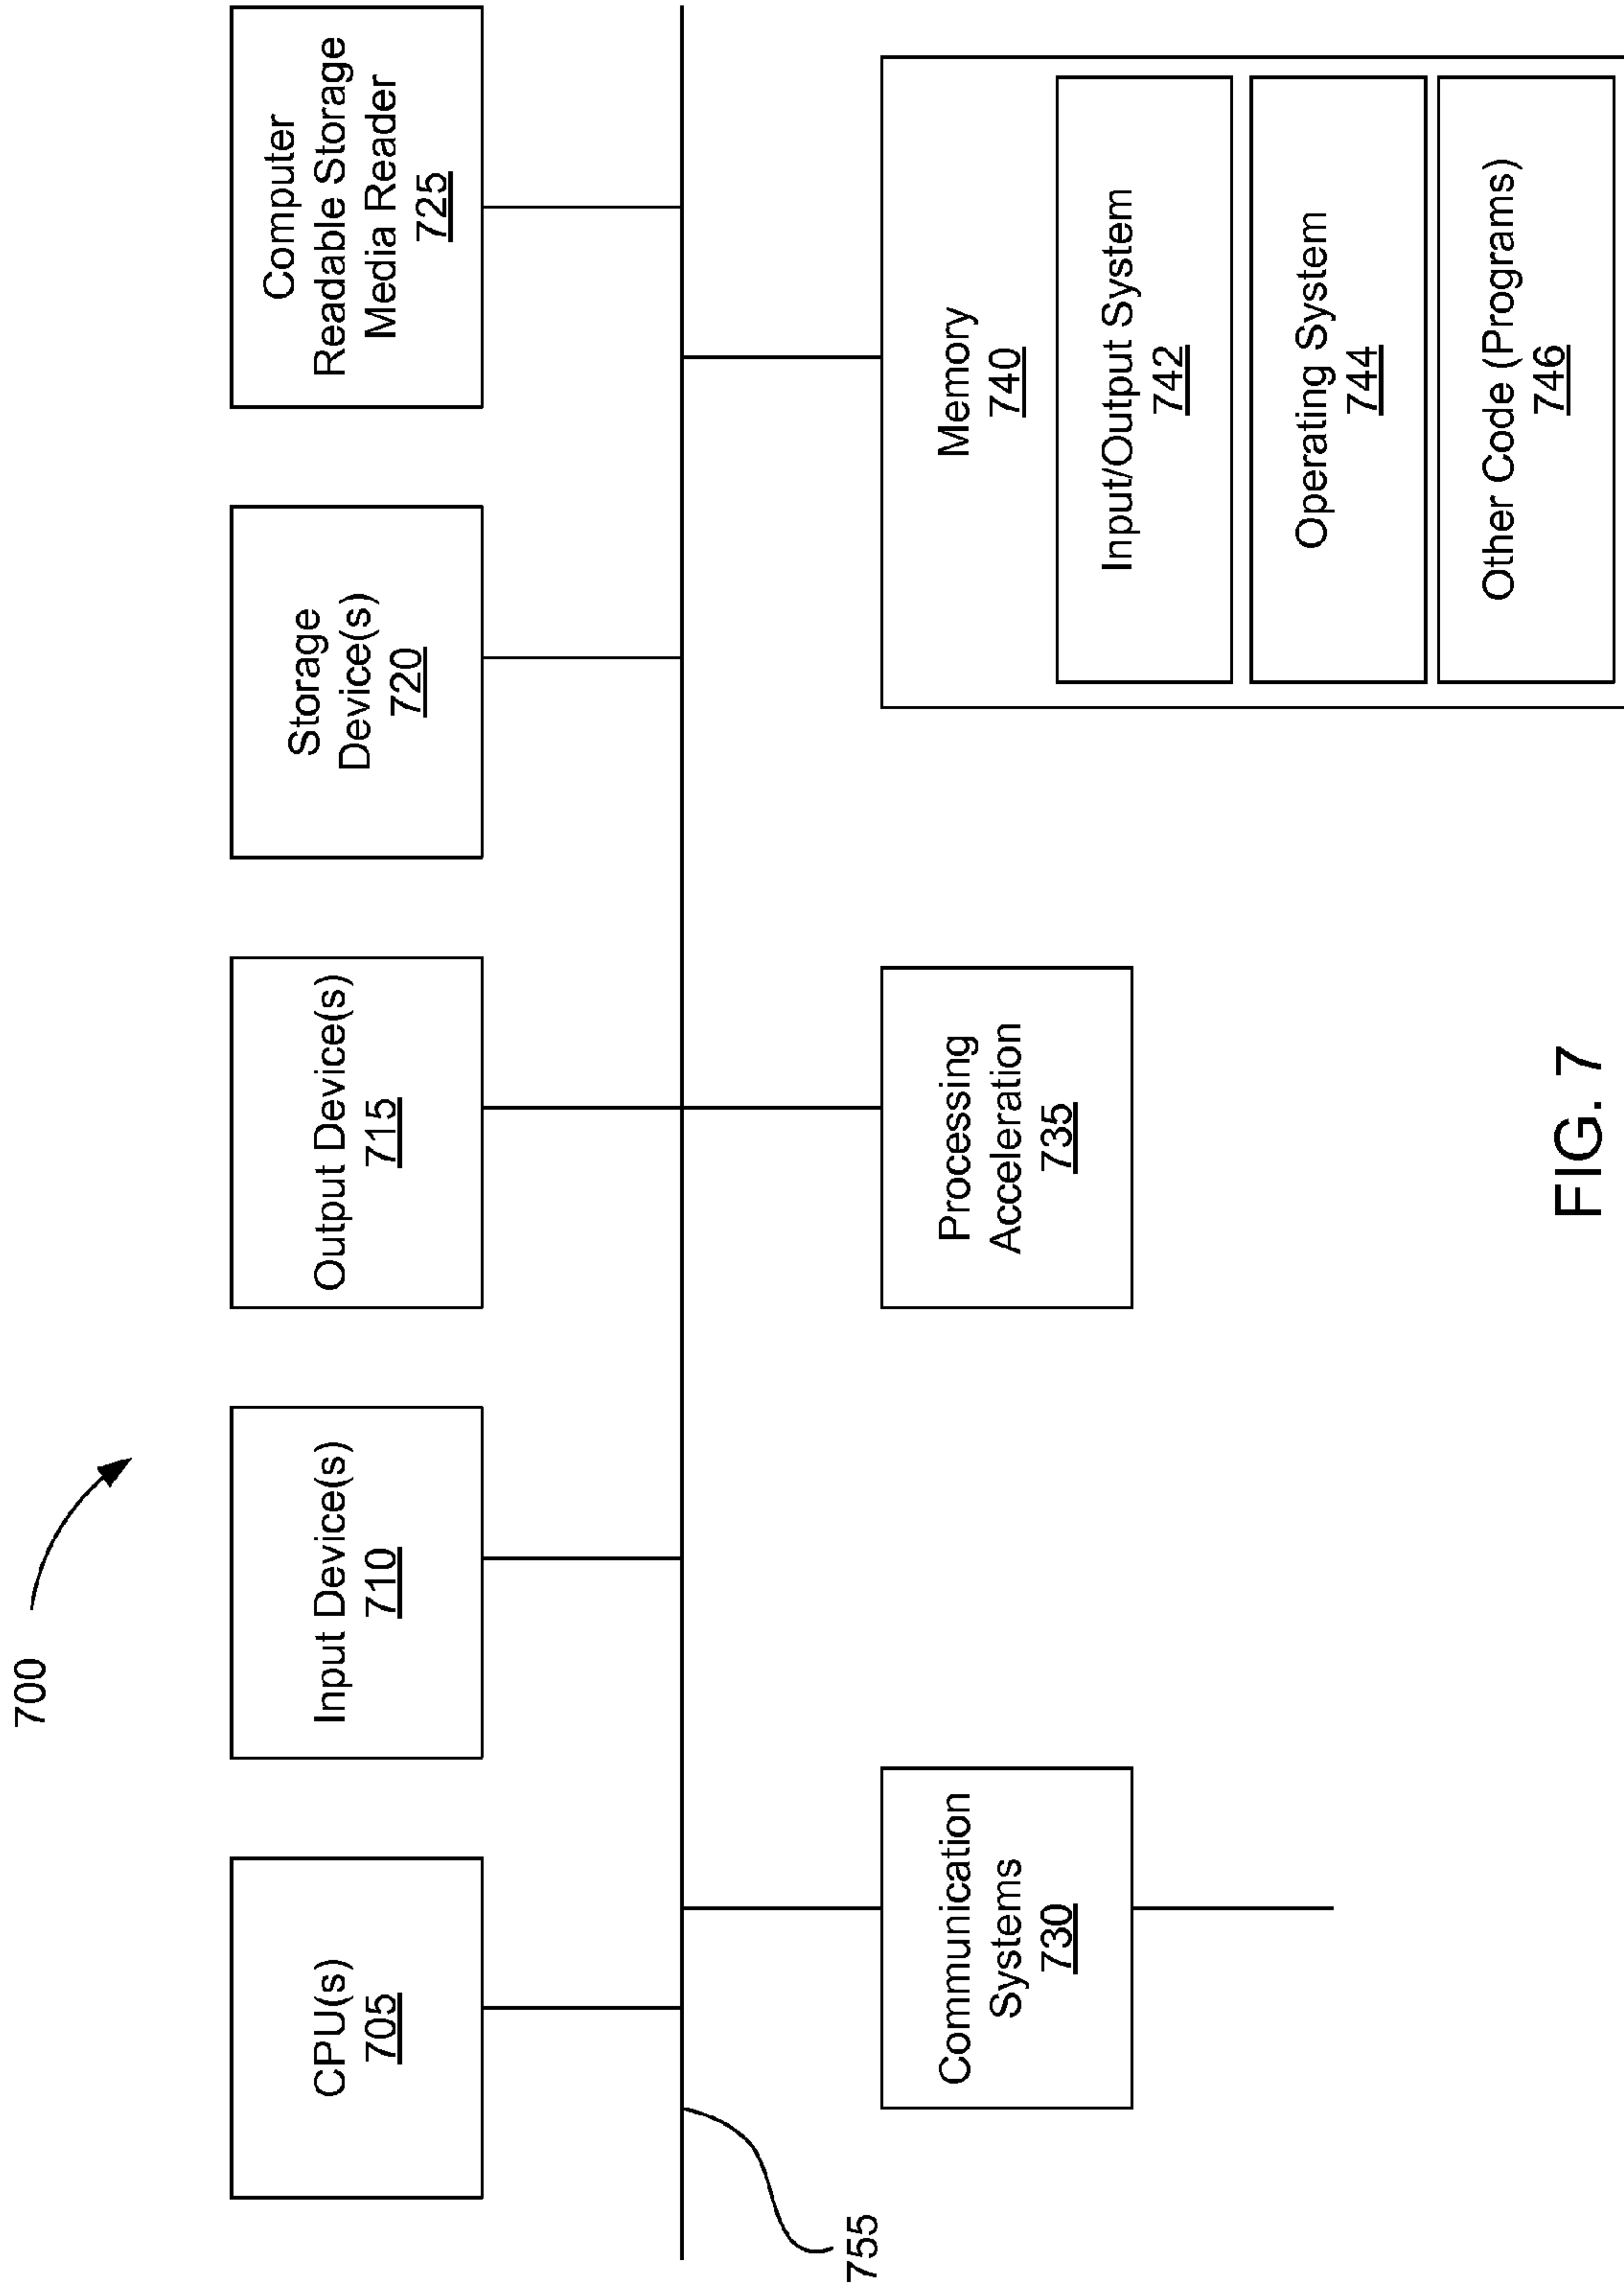 700
CPU(s)
705
Input Device(s)
710
Output Device(s)
715
Storage
Device(s)
720
Computer
Readable Storage
Media Reader
725
755
Communication
Systems
730
Processing
Acceleration
735
Memory
740
Input/Output System
742
Operating System
744
Other Code (Programs)
746
FIG. 7